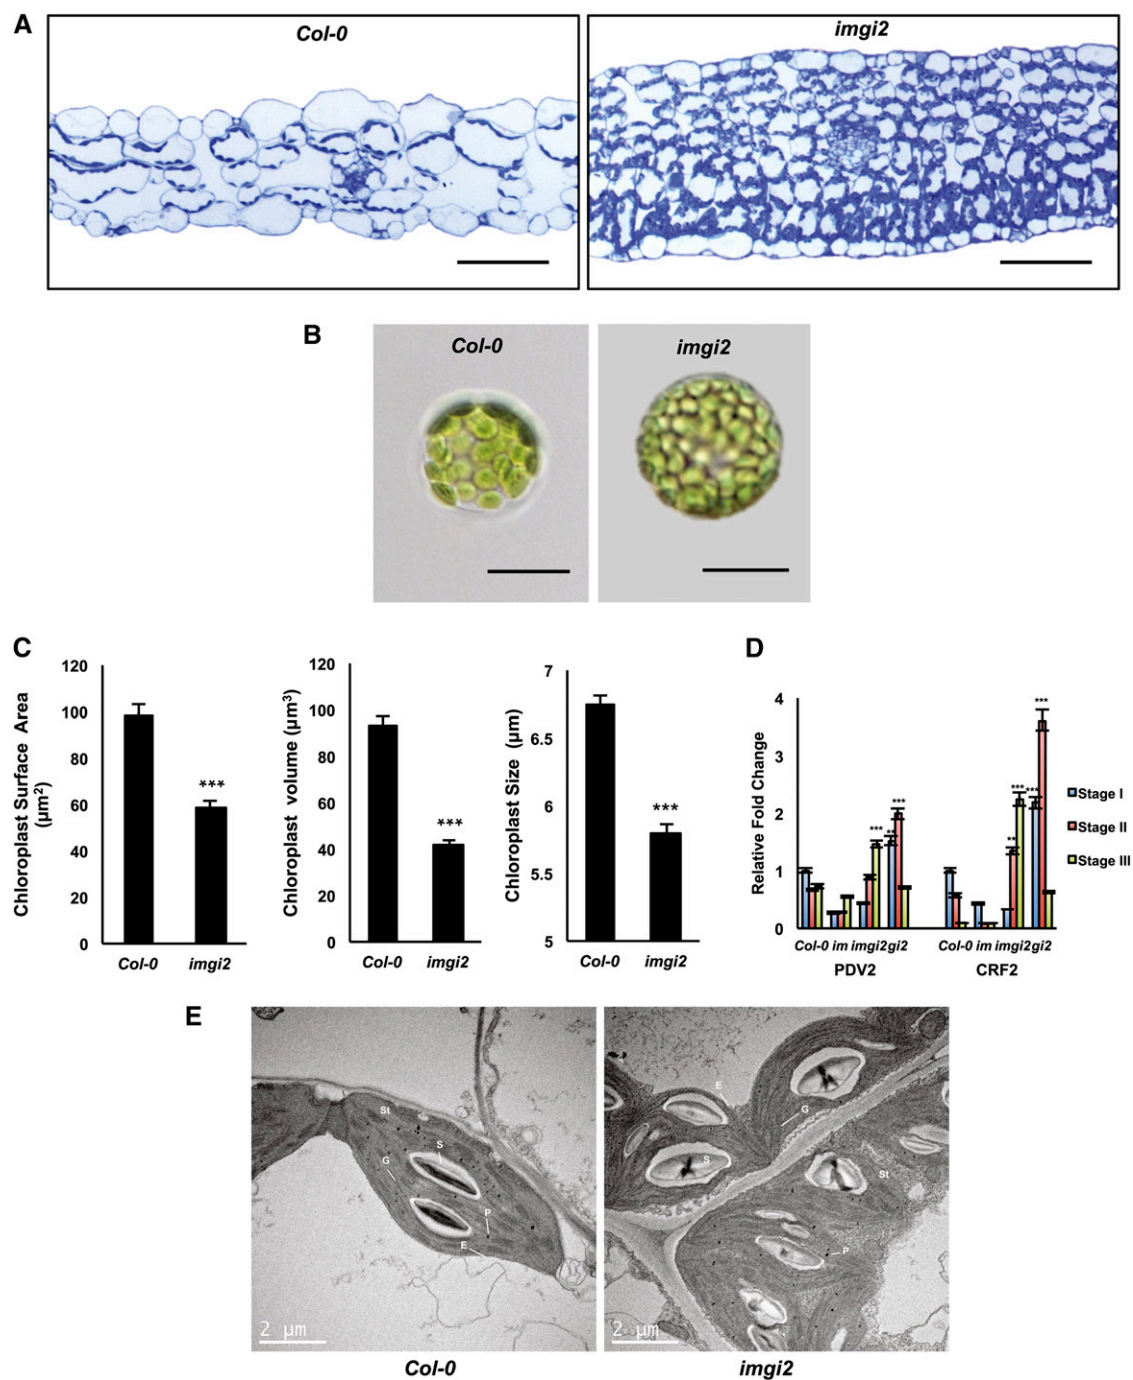 A
Col-0
imgi2
B
Col-0
imgi2
C
Chloroplast Surface Area
(µm2)
120
100
80
60
40
20
0
***
Col-0 imgi2
Chloroplast volume (µm3)
120
100
80
60
40
20
0
***
Col-0 imgi2
Chloroplast Size (µm)
7
6.5
6
5.5
5
***
Col-0 imgi2
D
Relative Fold Change
4
3
2
1
0
*** ** ***
** *** *** ***
Stage I
Stage II
Stage III
Col-0 im imgi2gi2
PDV2
Col-0 im imgi2gi2
CRF2
E
St
S
G
P
E
2 µm
Col-0
E
G
S
St
P
2 µm
imgi2